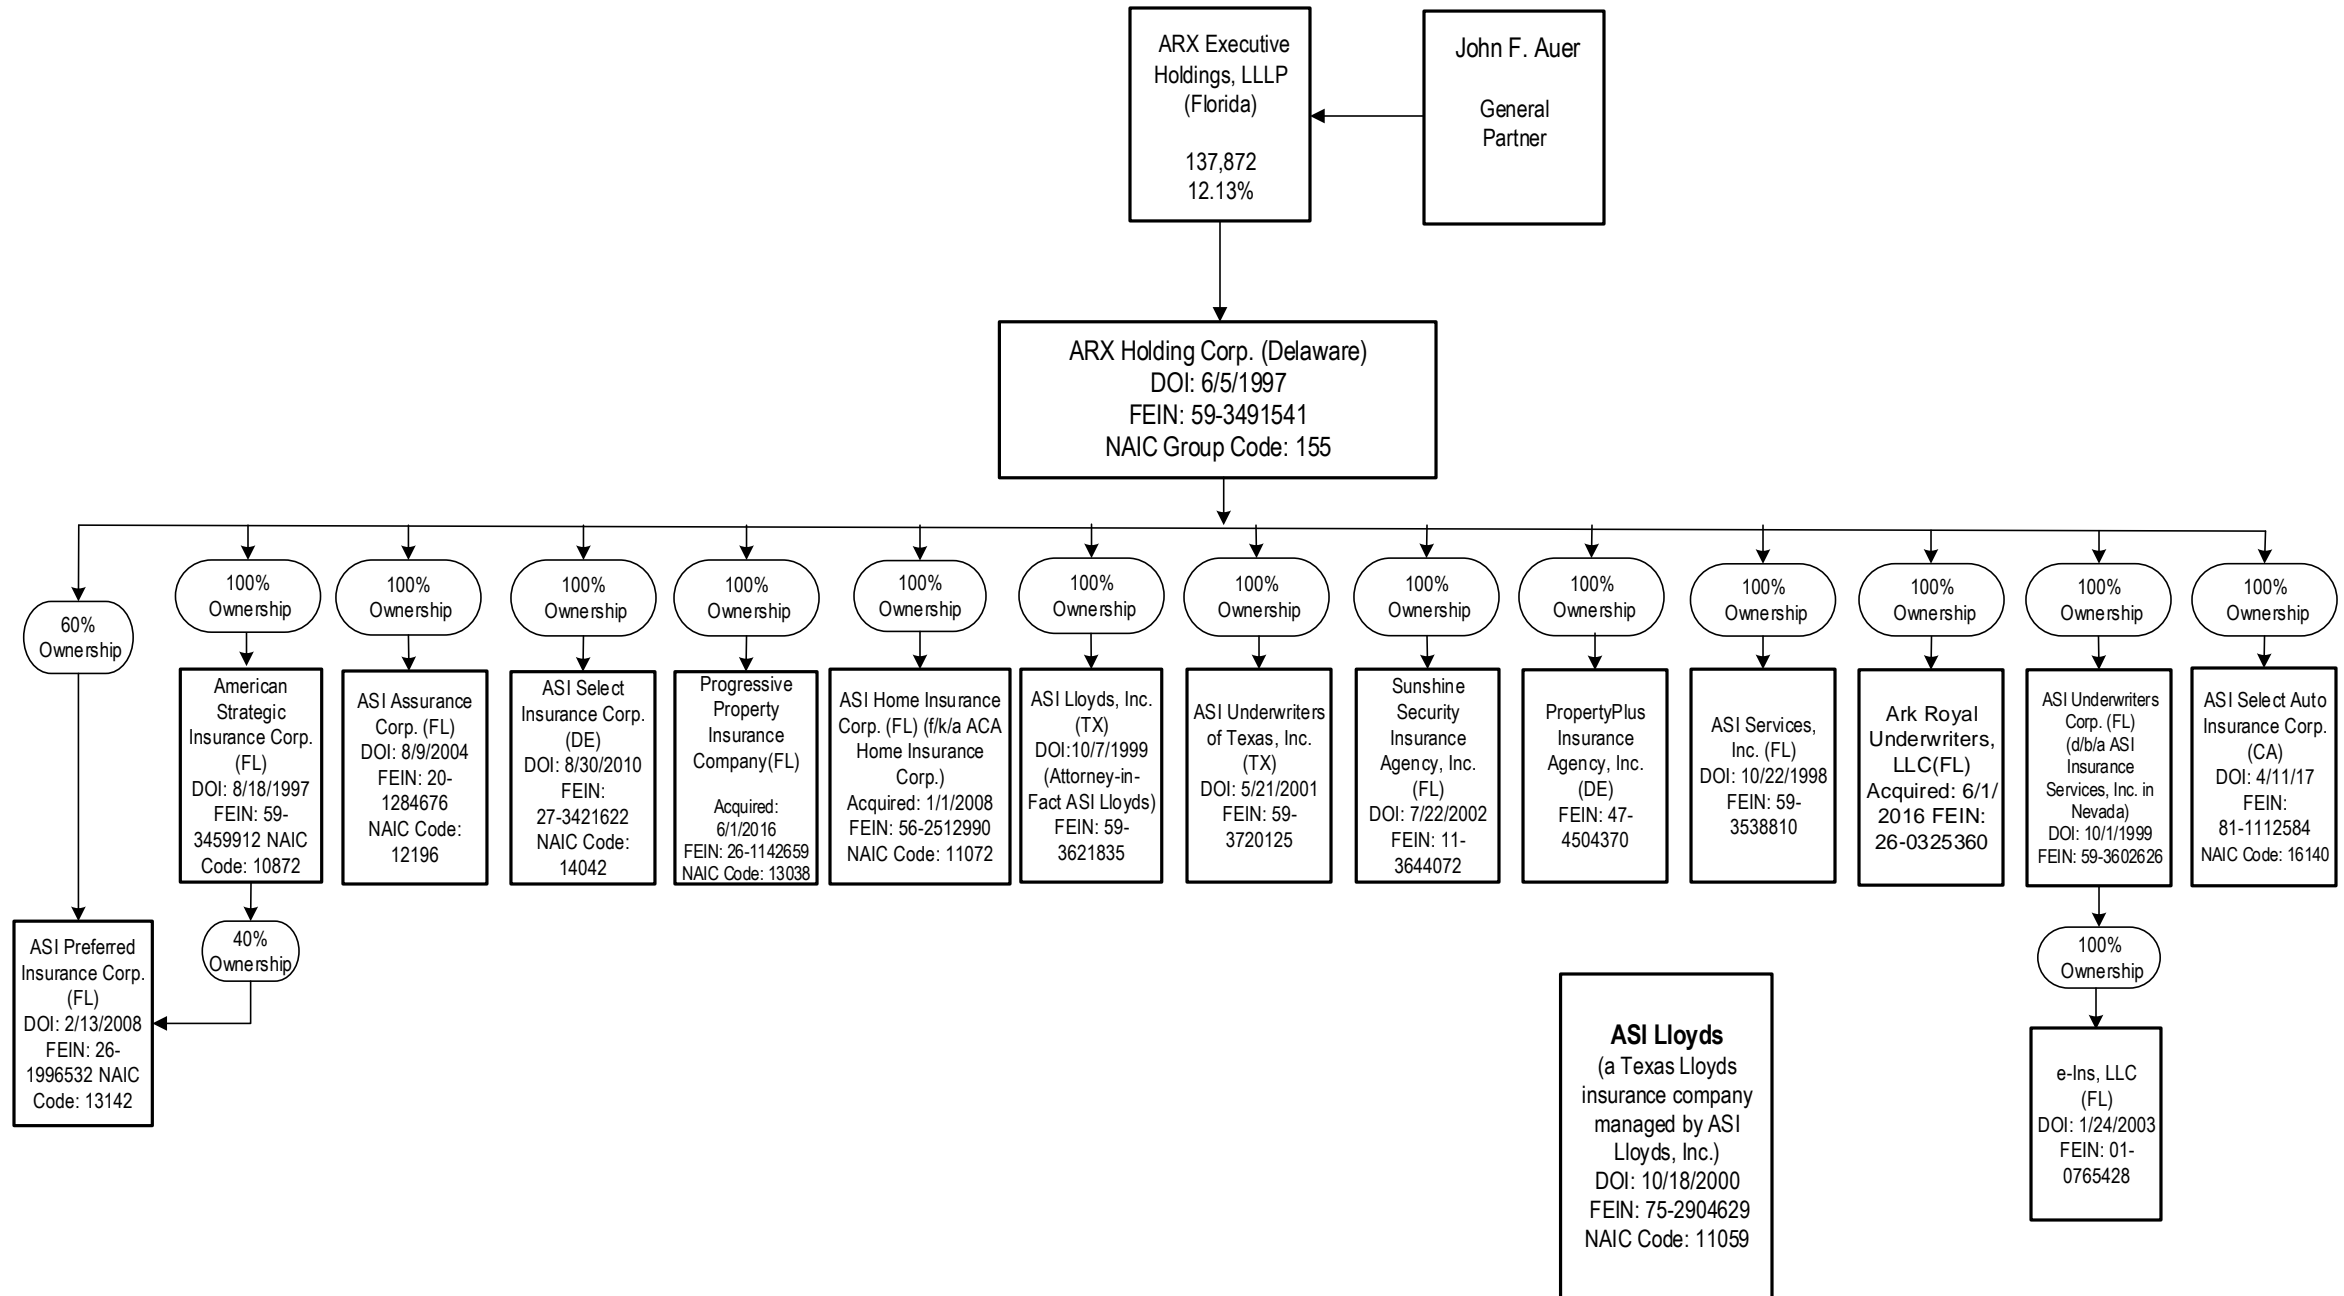 ARX Executive
Holdings, LLLP
(Florida)
137,872
12.13%
John F. Auer
General
Partner
ARX Holding Corp. (Delaware)
DOI: 6/5/1997
FEIN: 59-3491541
NAIC Group Code: 155
60%
Ownership
100%
Ownership
100%
Ownership
100%
Ownership
100%
Ownership
100%
Ownership
100%
Ownership
100%
Ownership
100%
Ownership
100%
Ownership
100%
Ownership
100%
Ownership
100%
Ownership
100%
Ownership
American
Strategic
Insurance Corp.
(FL)
DOI: 8/18/1997
FEIN: 59-
3459912 NAIC
Code: 10872
ASI Assurance
Corp. (FL)
DOI: 8/9/2004
FEIN: 20-
1284676
NAIC Code:
12196
ASI Select
Insurance Corp.
(DE)
DOI: 8/30/2010
FEIN:
27-3421622
NAIC Code:
14042
Progressive
Property
Insurance
Company(FL)
Acquired:
6/1/2016
FEIN: 26-1142659
NAIC Code: 13038
ASI Home Insurance
Corp. (FL) (f/k/a ACA
Home Insurance
Corp.)
Acquired: 1/1/2008
FEIN: 56-2512990
NAIC Code: 11072
ASI Lloyds, Inc.
(TX)
DOI:10/7/1999
(Attorney-in-
Fact ASI Lloyds)
FEIN: 59-
3621835
ASI Underwriters
of Texas, Inc.
(TX)
DOI: 5/21/2001
FEIN: 59-
3720125
Sunshine
Security
Insurance
Agency, Inc.
(FL)
DOI: 7/22/2002
FEIN: 11-
3644072
PropertyPlus
Insurance
Agency, Inc.
(DE)
FEIN: 47-
4504370
ASI Services,
Inc. (FL)
DOI: 10/22/1998
FEIN: 59-
3538810
Ark Royal
Underwriters,
LLC(FL)
Acquired: 6/1/
2016 FEIN:
26-0325360
ASI Underwriters
Corp. (FL)
(d/b/a ASI
Insurance
Services, Inc. in
Nevada)
DOI: 10/1/1999
FEIN: 59-3602626
ASI Select Auto
Insurance Corp.
(CA)
DOI: 4/11/17
FEIN:
81-1112584
NAIC Code: 16140
ASI Preferred
Insurance Corp.
(FL)
DOI: 2/13/2008
FEIN: 26-
1996532 NAIC
Code: 13142
40%
Ownership
100%
Ownership
ASI Lloyds
(a Texas Lloyds
insurance company
managed by ASI
Lloyds, Inc.)
DOI: 10/18/2000
FEIN: 75-2904629
NAIC Code: 11059
e-Ins, LLC
(FL)
DOI: 1/24/2003
FEIN: 01-
0765428